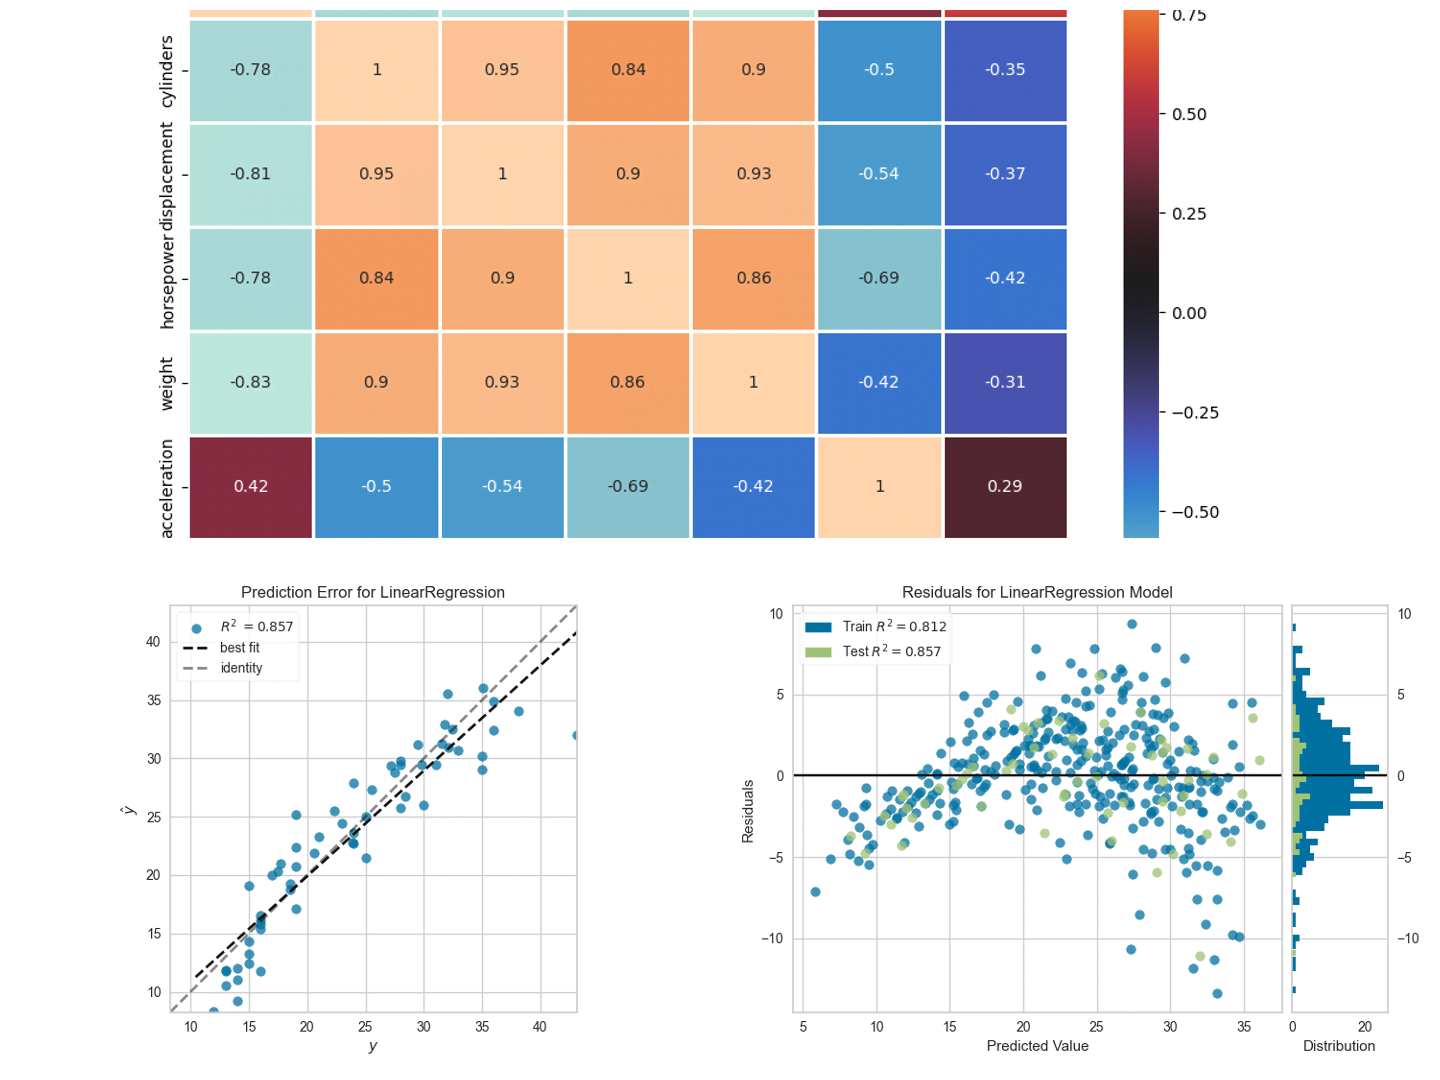 0.75
cylinders
-0.78 1 0.95 0.84 0.9 -0.5 -0.35
0.50
displacement
-0.81 0.95 1 0.9 0.93 -0.54 -0.37
0.25
horsepower
-0.78 0.84 0.9 1 0.86 -0.69 -0.42
0.00
weight
-0.83 0.9 0.93 0.86 1 -0.42 -0.31
−0.25
acceleration
0.42 -0.5 -0.54 -0.69 -0.42 1 0.29
−0.50
Prediction Error for LinearRegression
R² = 0.857
best fit
identity
40
35
30
25
20
15
10
ŷ
10 15 20 25 30 35 40
y
Residuals for LinearRegression Model
Train R² = 0.812
Test R² = 0.857
10
5
0
−5
−10
Residuals
5 10 15 20 25 30 35
Predicted Value
10
5
0
−5
−10
0 20
Distribution